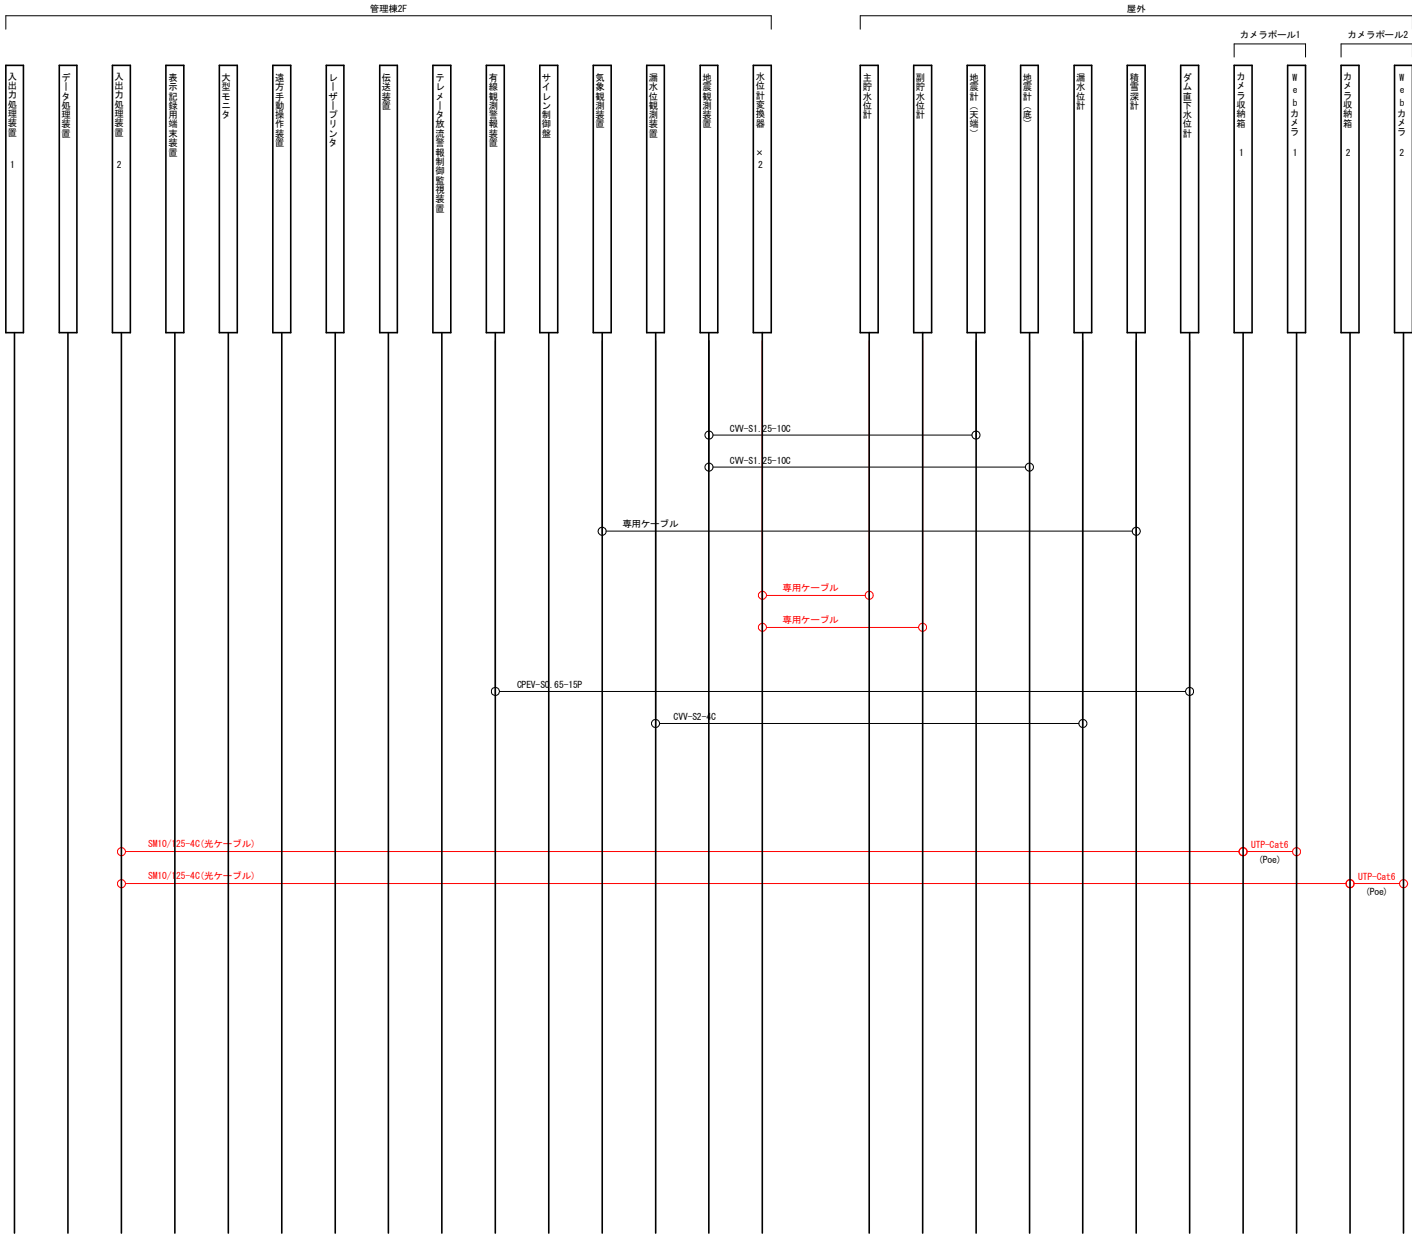 管理棟2F
屋外
カメラポール1
カメラポール2
入出力処理装置 1
データ処理装置
入出力処理装置 2
表示記録用端末装置
大型モニタ
遠方手動操作装置
レーザープリンタ
伝送装置
テレメータ放流警報制御監視装置
有線観測警報装置
サイレン制御盤
気象観測装置
漏水位観測装置
地震観測装置
水位計変換器 ×2
主貯水位計
副貯水位計
地震計(天端)
地震計(底)
漏水位計
積雪深計
ダム直下水位計
カメラ収納箱 1
Webカメラ 1
カメラ収納箱 2
Webカメラ 2
CVV-S1.25-10C
CVV-S1.25-10C
専用ケーブル
専用ケーブル
専用ケーブル
CPEV-S0.65-15P
CVV-S2-4C
SM10/125-4C(光ケーブル)
UTP-Cat6
(Poe)
SM10/125-4C(光ケーブル)
UTP-Cat6
(Poe)